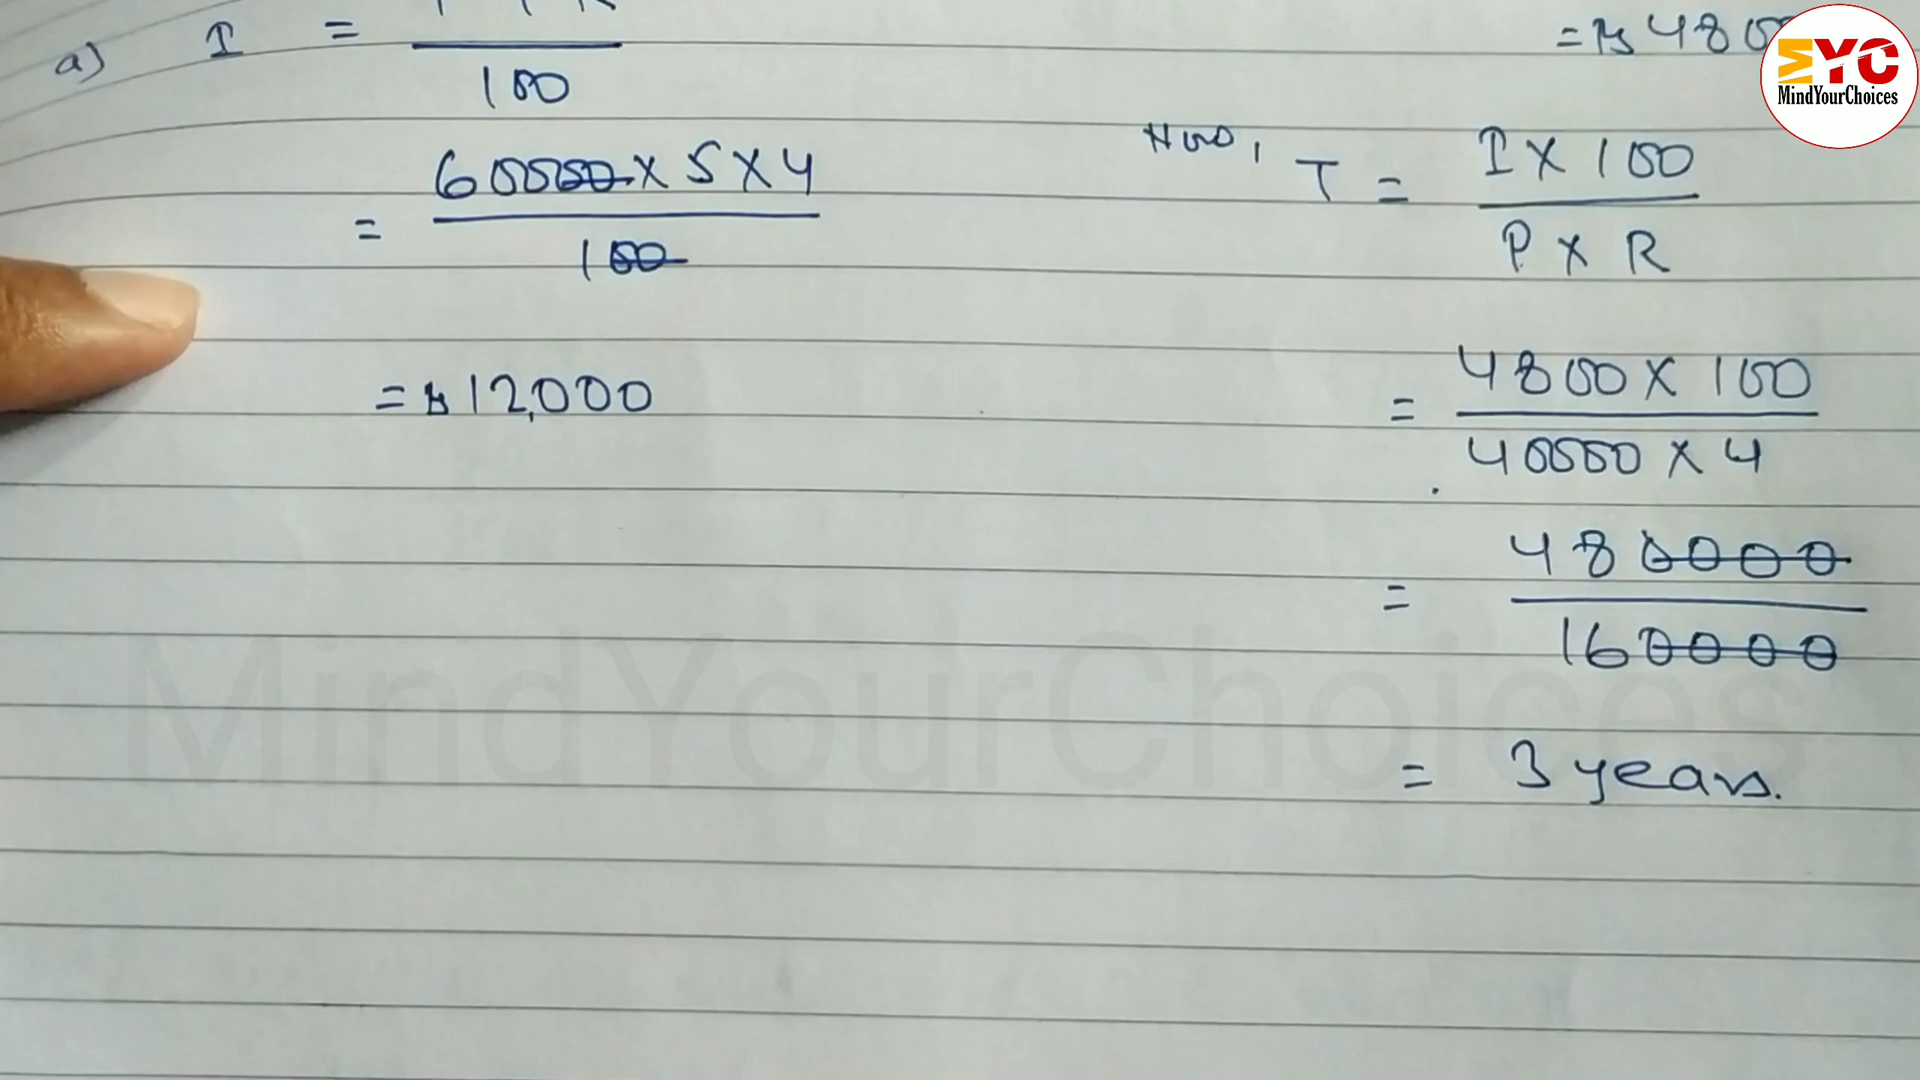 a) I =
100
= 60000 x 5 x 4
100
= Rs 12,000
= Rs 480
Now, T = I X 100
P X R
= 4800 X 100
40000 X 4
= 480000
160000
= 3 years.
MYC
MindYourChoices
MindYourChoices